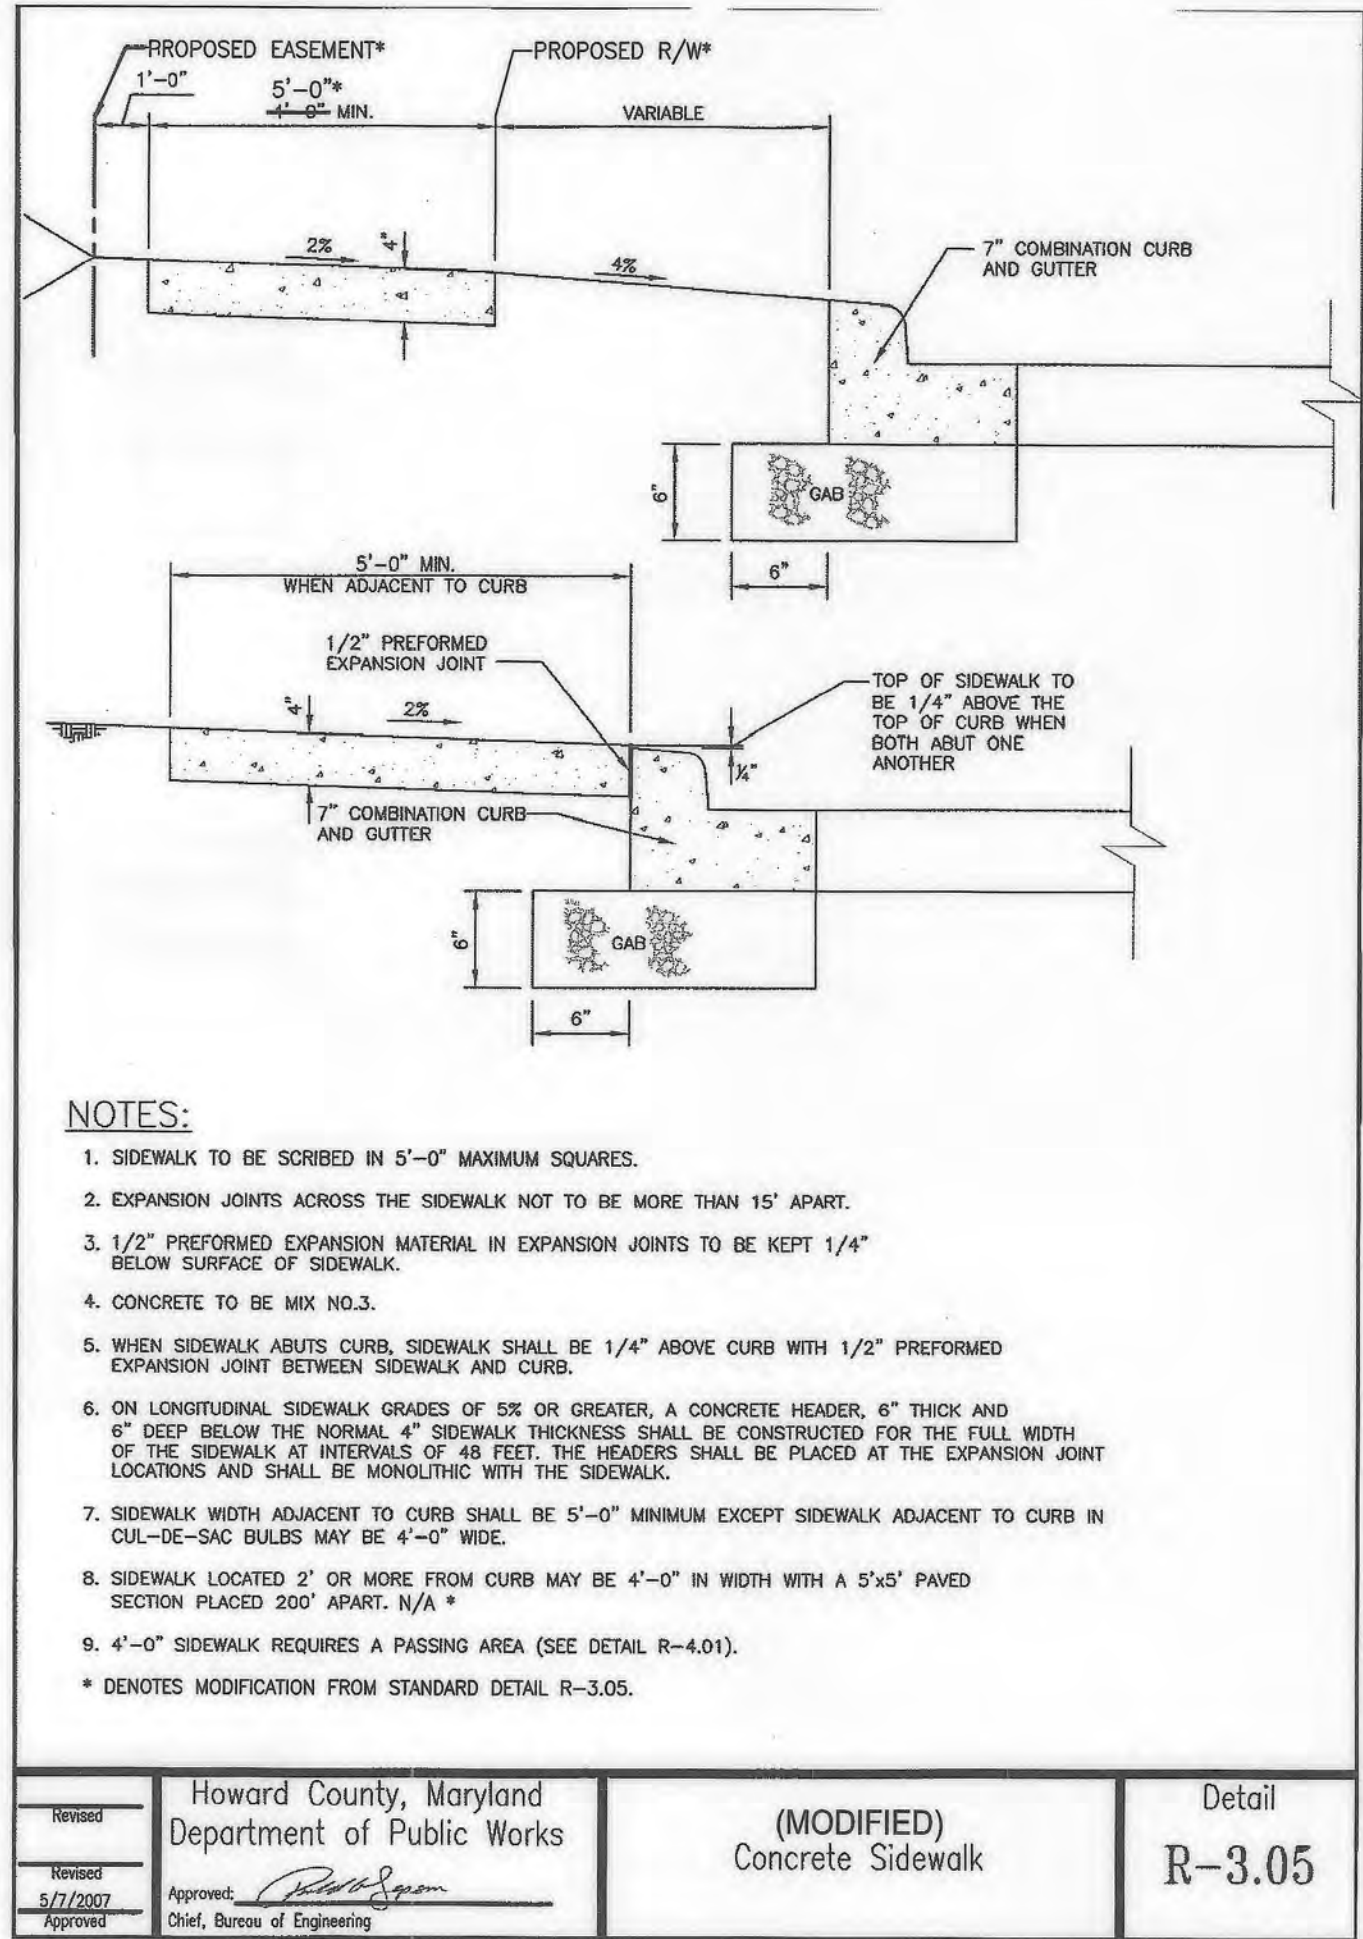 PROPOSED EASEMENT*
PROPOSED R/W*
1'-0"
5'-0"*
4'-0" MIN.
VARIABLE
2%
4"
4%
7" COMBINATION CURB
AND GUTTER
6"
GAB
6"
5'-0" MIN.
WHEN ADJACENT TO CURB
1/2" PREFORMED
EXPANSION JOINT
TOP OF SIDEWALK TO
BE 1/4" ABOVE THE
TOP OF CURB WHEN
BOTH ABUT ONE
ANOTHER
4"
2%
1/4"
7" COMBINATION CURB
AND GUTTER
6"
GAB
6"
NOTES:
1. SIDEWALK TO BE SCRIBED IN 5'-0" MAXIMUM SQUARES.
2. EXPANSION JOINTS ACROSS THE SIDEWALK NOT TO BE MORE THAN 15' APART.
3. 1/2" PREFORMED EXPANSION MATERIAL IN EXPANSION JOINTS TO BE KEPT 1/4"
BELOW SURFACE OF SIDEWALK.
4. CONCRETE TO BE MIX NO.3.
5. WHEN SIDEWALK ABUTS CURB, SIDEWALK SHALL BE 1/4" ABOVE CURB WITH 1/2" PREFORMED
EXPANSION JOINT BETWEEN SIDEWALK AND CURB.
6. ON LONGITUDINAL SIDEWALK GRADES OF 5% OR GREATER, A CONCRETE HEADER, 6" THICK AND
6" DEEP BELOW THE NORMAL 4" SIDEWALK THICKNESS SHALL BE CONSTRUCTED FOR THE FULL WIDTH
OF THE SIDEWALK AT INTERVALS OF 48 FEET. THE HEADERS SHALL BE PLACED AT THE EXPANSION JOINT
LOCATIONS AND SHALL BE MONOLITHIC WITH THE SIDEWALK.
7. SIDEWALK WIDTH ADJACENT TO CURB SHALL BE 5'-0" MINIMUM EXCEPT SIDEWALK ADJACENT TO CURB IN
CUL-DE-SAC BULBS MAY BE 4'-0" WIDE.
8. SIDEWALK LOCATED 2' OR MORE FROM CURB MAY BE 4'-0" IN WIDTH WITH A 5'x5' PAVED
SECTION PLACED 200' APART. N/A *
9. 4'-0" SIDEWALK REQUIRES A PASSING AREA (SEE DETAIL R-4.01).
* DENOTES MODIFICATION FROM STANDARD DETAIL R-3.05.
Revised
Revised
5/7/2007
Approved
Howard County, Maryland
Department of Public Works
Approved:
Chief, Bureau of Engineering
(MODIFIED)
Concrete Sidewalk
Detail
R-3.05